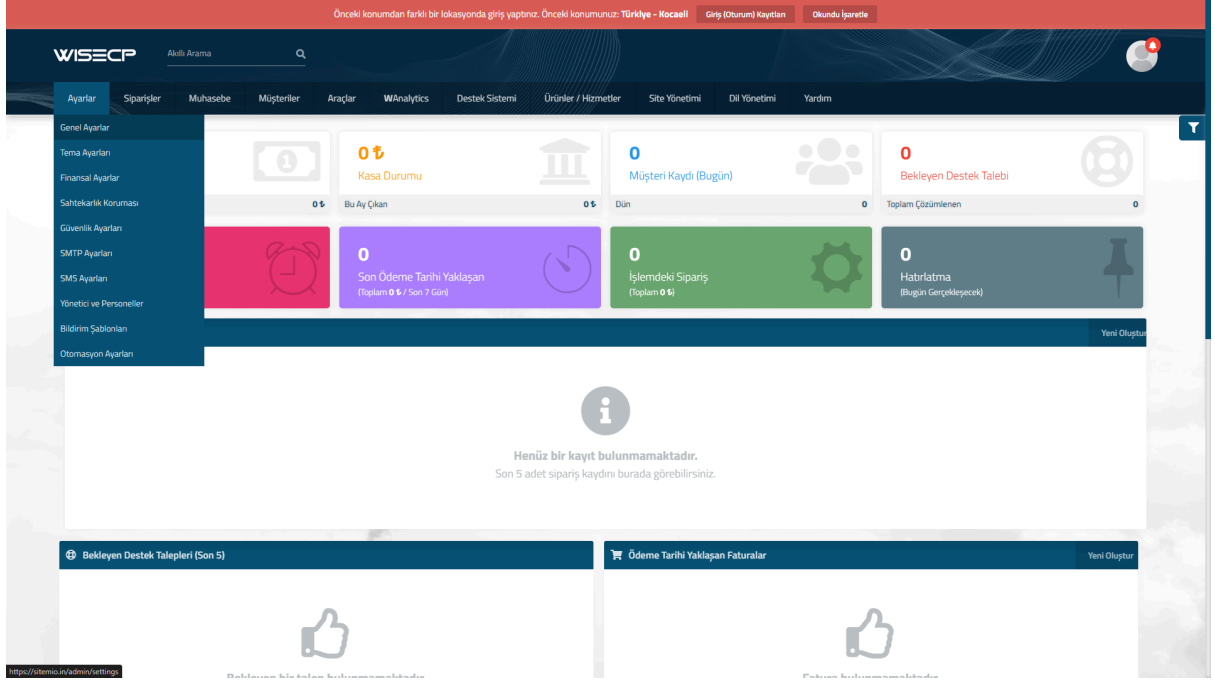 Önceki konumdan farklı bir lokasyonda giriş yaptınız. Önceki konumunuz: Türkiye - Kocaeli Giriş (Oturum) Kayıtları Okundu İşaretle
WISECP Akıllı Arama
Ayarlar Siparişler Muhasebe Müşteriler Araçlar WAnalytics Destek Sistemi Ürünler / Hizmetler Site Yönetimi Dil Yönetimi Yardım
Genel Ayarlar
Tema Ayarları
Finansal Ayarlar
Sahtekarlık Koruması
Güvenlik Ayarları
SMTP Ayarları
SMS Ayarları
Yönetici ve Personeller
Bildirim Şablonları
Otomasyon Ayarları
0 ₺
0 ₺
Kasa Durumu
Bu Ay Çıkan 0 ₺
0
Müşteri Kaydı (Bugün)
Dün 0
0
Bekleyen Destek Talebi
Toplam Çözümlenen 0
0
Son Ödeme Tarihi Yaklaşan
(Toplam 0 ₺ / Son 7 Gün)
0
İşlemdeki Sipariş
(Toplam 0 ₺)
0
Hatırlatma
(Bugün Gerçekleşecek)
Yeni Oluştur
Henüz bir kayıt bulunmamaktadır.
Son 5 adet sipariş kaydını burada görebilirsiniz.
Bekleyen Destek Talepleri (Son 5)
Ödeme Tarihi Yaklaşan Faturalar Yeni Oluştur
Bekleyen bir talep bulunmamaktadır.
Fatura bulunmamaktadır.
https://sitemio.in/admin/settings